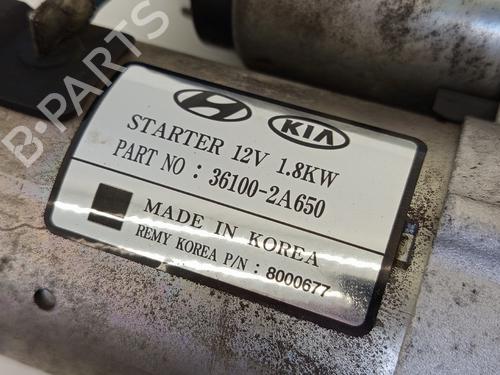 B-PARTS
KIA
STARTER 12V 1.8KW
PART NO : 36100-2A650
MADE IN KOREA
REMY KOREA P/N : 8000677